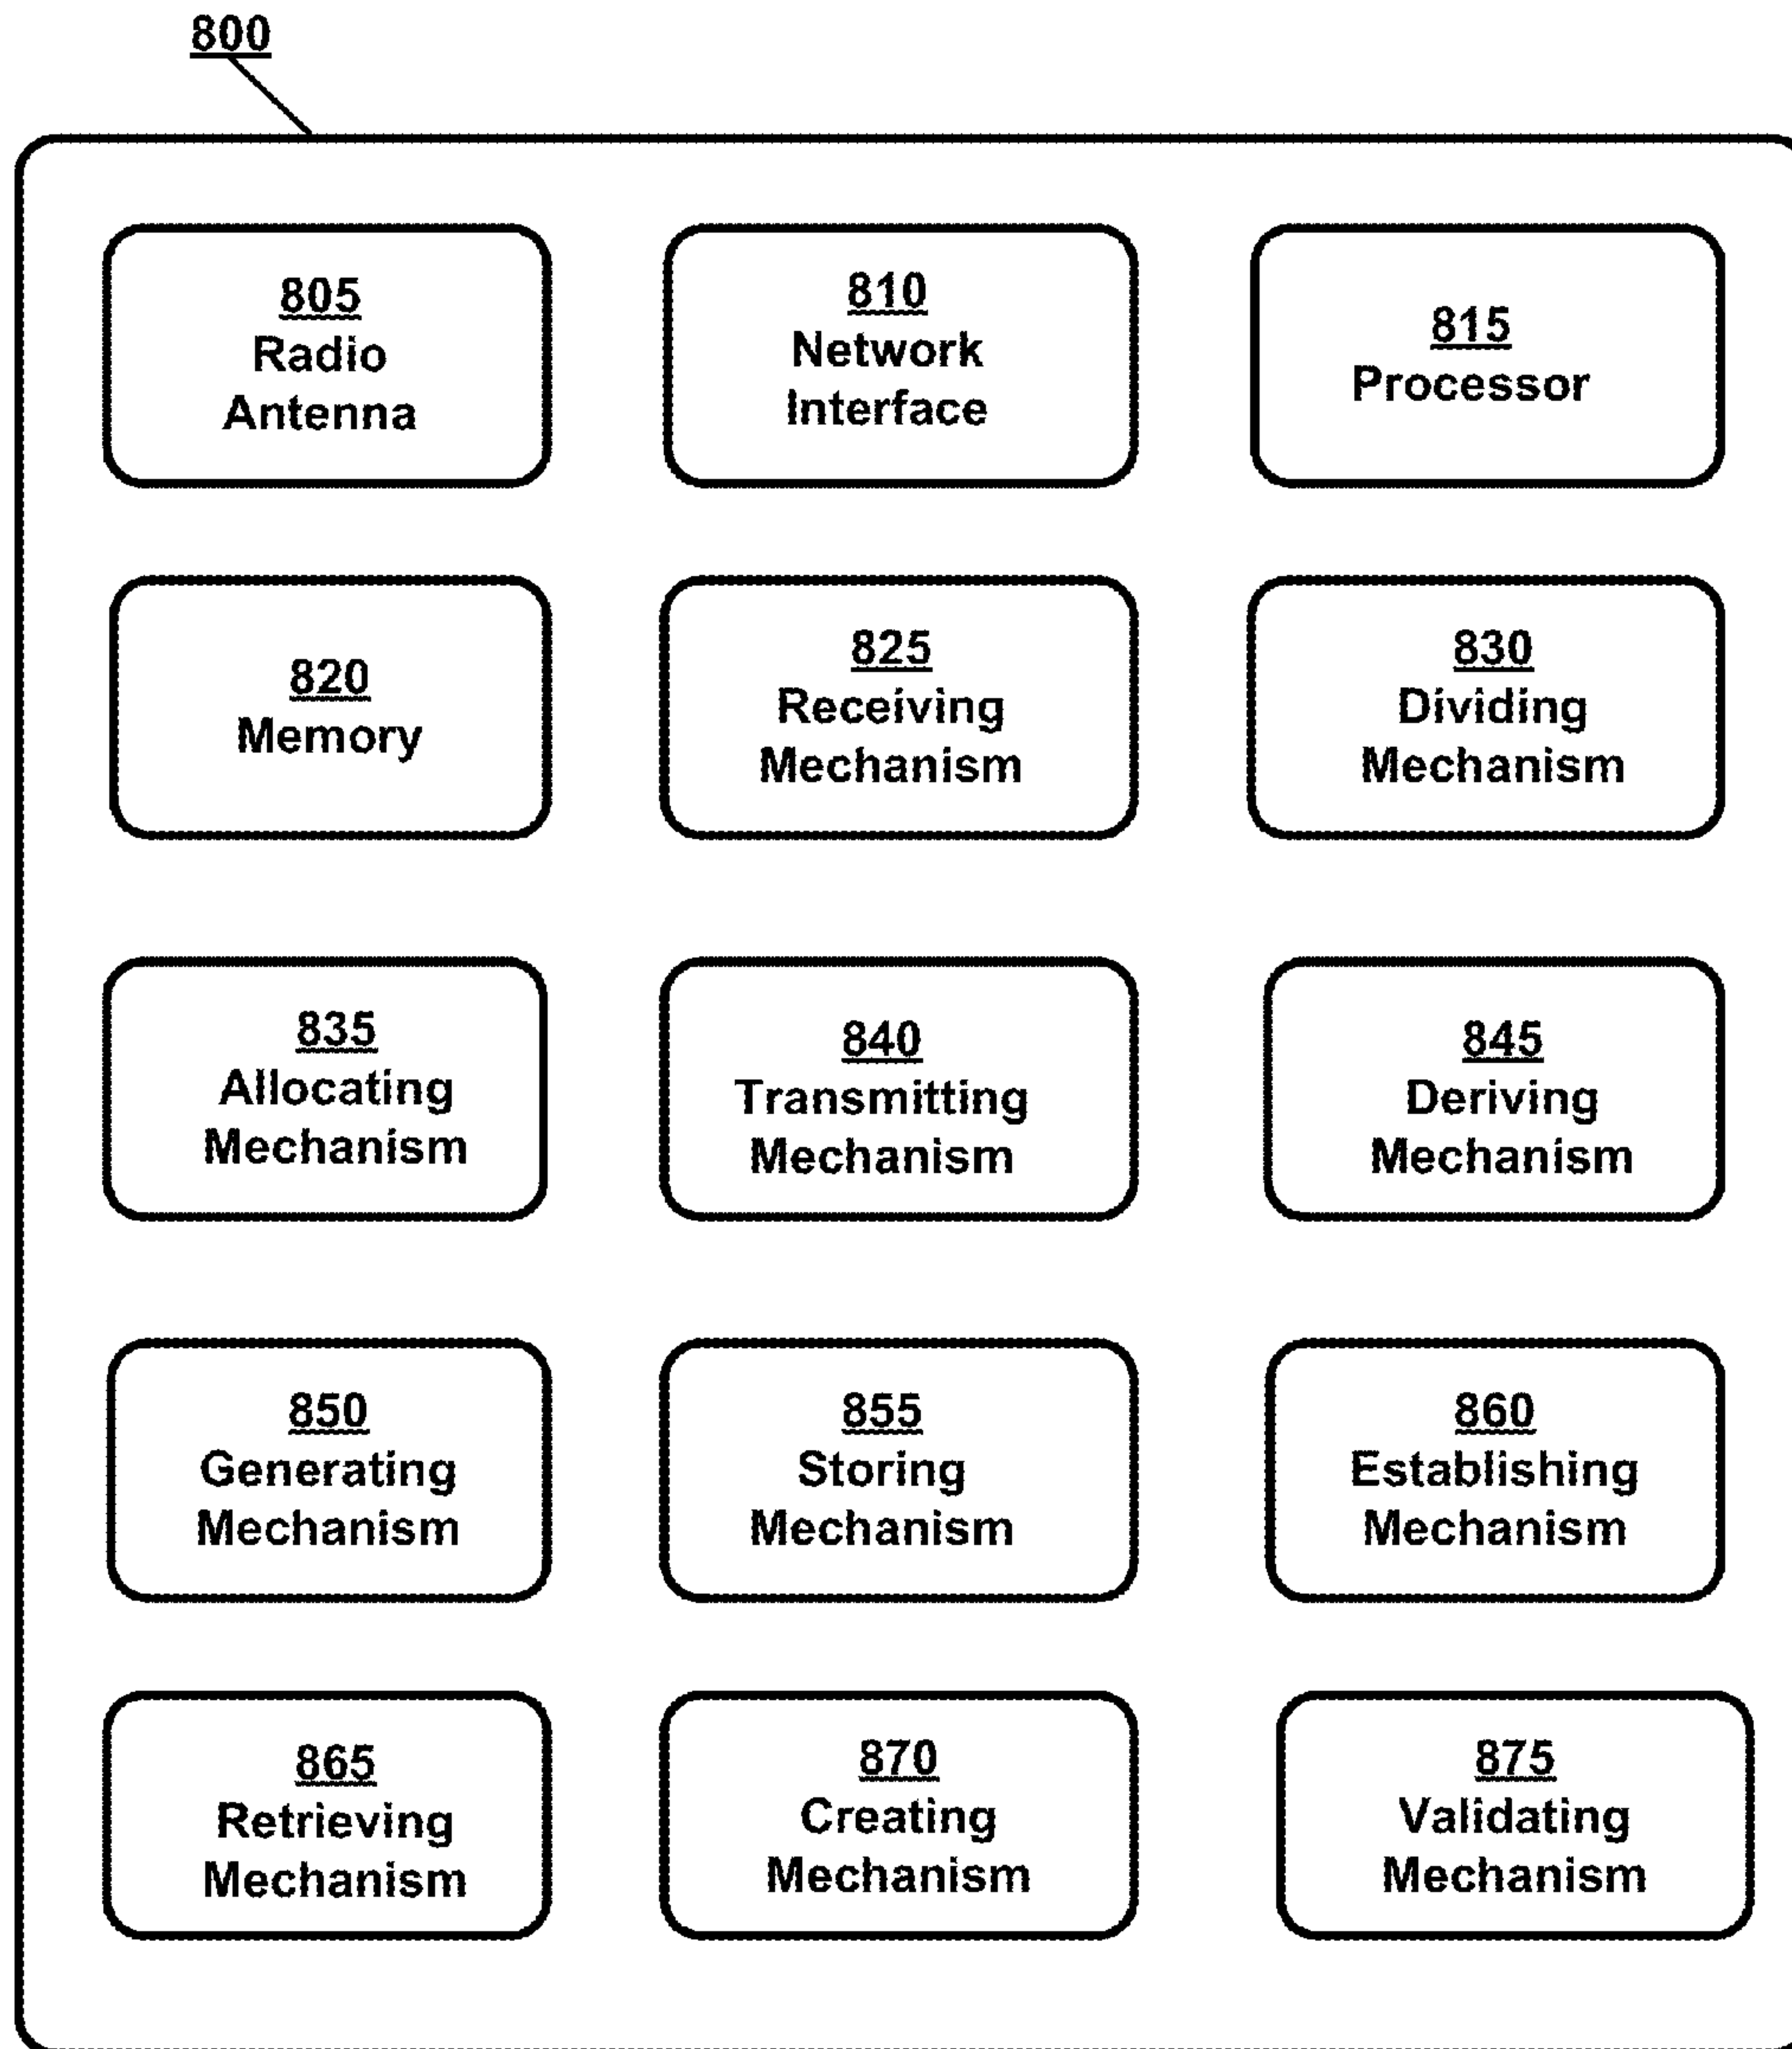 800
805
Radio
Antenna
810
Network
Interface
815
Processor
820
Memory
825
Receiving
Mechanism
830
Dividing
Mechanism
835
Allocating
Mechanism
840
Transmitting
Mechanism
845
Deriving
Mechanism
850
Generating
Mechanism
855
Storing
Mechanism
860
Establishing
Mechanism
865
Retrieving
Mechanism
870
Creating
Mechanism
875
Validating
Mechanism